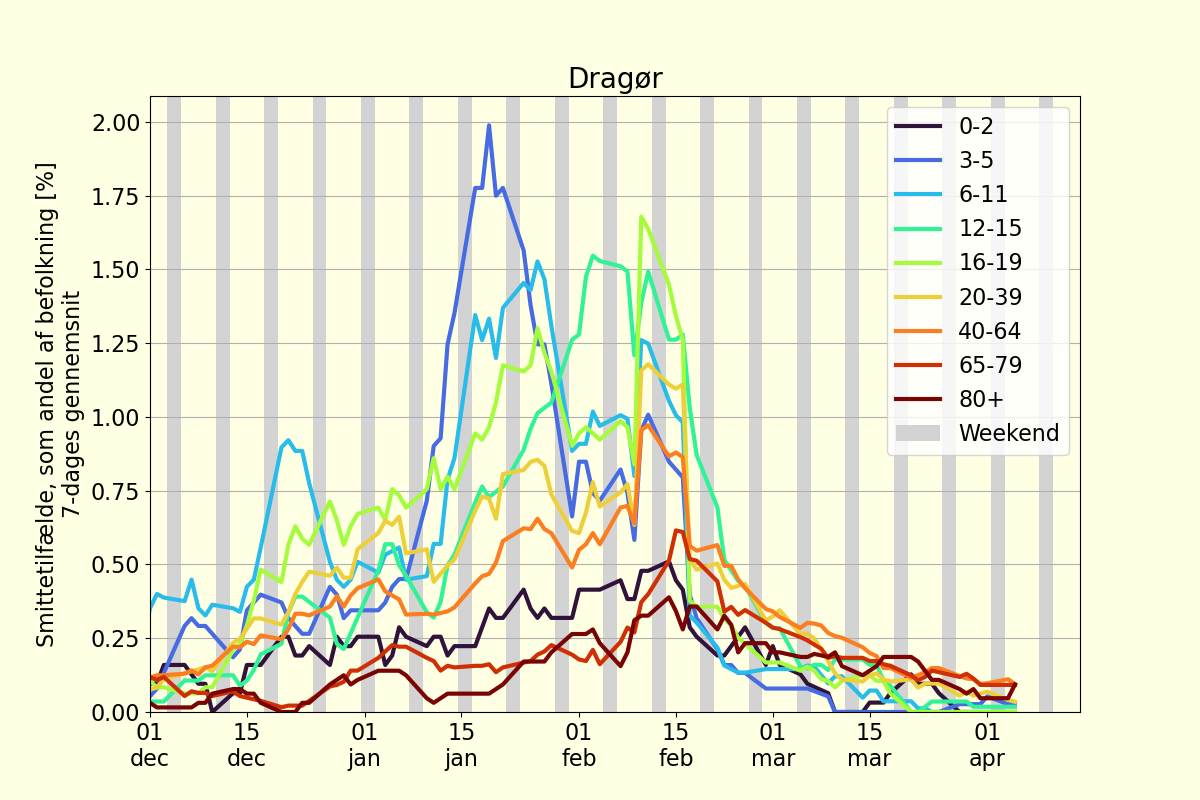 Dragør
Smittetilfælde, som andel af befolkning [%]
7-dages gennemsnit
2.00
1.75
1.50
1.25
1.00
0.75
0.50
0.25
0.00
01 dec
15 dec
01 jan
15 jan
01 feb
15 feb
01 mar
15 mar
01 apr
0-2
3-5
6-11
12-15
16-19
20-39
40-64
65-79
80+
Weekend